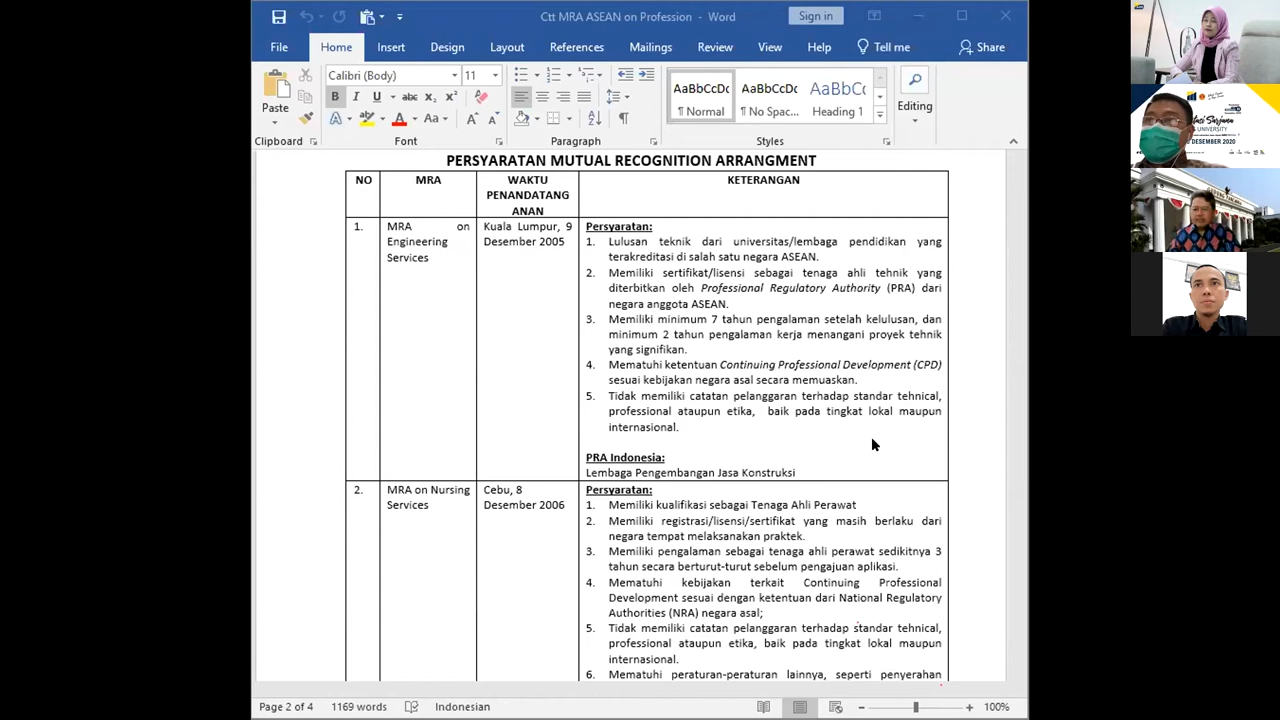 Ctt MRA ASEAN on Profession - Word
Sign in
File Home Insert Design Layout References Mailings Review View Help Tell me Share
Paste
Calibri (Body) 11
B I U abc x₂ x²
A Aa A A
AaBbCcDc AaBbCcDc AaBbCc
¶ Normal ¶ No Spac... Heading 1
Editing
Clipboard Font Paragraph Styles
PERSYARATAN MUTUAL RECOGNITION ARRANGMENT
NO MRA WAKTU PENANDATANG ANAN KETERANGAN
1. MRA on Engineering Services
Kuala Lumpur, 9
Desember 2005
Persyaratan:
1. Lulusan teknik dari universitas/lembaga pendidikan yang
terakreditasi di salah satu negara ASEAN.
2. Memiliki sertifikat/lisensi sebagai tenaga ahli tehnik yang
diterbitkan oleh Professional Regulatory Authority (PRA) dari
negara anggota ASEAN.
3. Memiliki minimum 7 tahun pengalaman setelah kelulusan, dan
minimum 2 tahun pengalaman kerja menangani proyek tehnik
yang signifikan.
4. Mematuhi ketentuan Continuing Professional Development (CPD)
sesuai kebijakan negara asal secara memuaskan.
5. Tidak memiliki catatan pelanggaran terhadap standar tehnical,
professional ataupun etika, baik pada tingkat lokal maupun
internasional.
PRA Indonesia:
Lembaga Pengembangan Jasa Konstruksi
2. MRA on Nursing
Services
Cebu, 8
Desember 2006
Persyaratan:
1. Memiliki kualifikasi sebagai Tenaga Ahli Perawat
2. Memiliki registrasi/lisensi/sertifikat yang masih berlaku dari
negara tempat melaksanakan praktek.
3. Memiliki pengalaman sebagai tenaga ahli perawat sedikitnya 3
tahun secara berturut-turut sebelum pengajuan aplikasi.
4. Mematuhi kebijakan terkait Continuing Professional
Development sesuai dengan ketentuan dari National Regulatory
Authorities (NRA) negara asal;
5. Tidak memiliki catatan pelanggaran terhadap standar tehnical,
professional ataupun etika, baik pada tingkat lokal maupun
internasional.
6. Mematuhi peraturan-peraturan lainnya, seperti penyerahan
Page 2 of 4 1169 words Indonesian 100%
UNIVERSITY
DESEMBER 2020